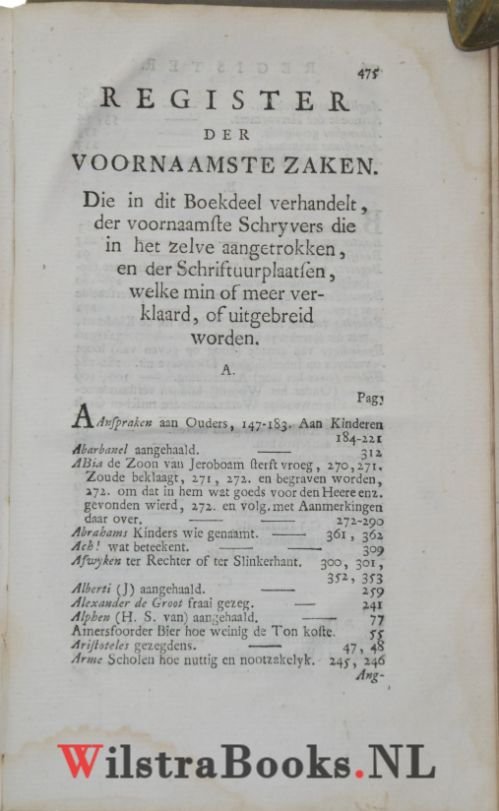 475
REGISTER
DER
VOORNAAMSTE ZAKEN.
Die in dit Boekdeel verhandelt,
der voornaamſte Schryvers die
in het zelve aangetrokken,
en der Schriftuurplaatſen,
welke min of meer ver-
klaard, of uitgebreid
worden.
A.
Pag;
AAnſpraken aan Ouders, 147-183. Aan Kinderen
184-221
Abarbanel aangehaald. —— 312
ABia de Zoon van Jeroboam ſterft vroeg, 270, 271.
Zoude beklaagt, 271, 272. en begraven worden,
272. om dat in hem wat goeds voor den Heere enz.
gevonden wierd, 272. en volg. met Aanmerkingen
daar over. —— —— 272-290
Abrahams Kinders wie genaamt. —— 361, 362
Ach! wat beteekent. —— —— 309
Afwyken ter Rechter of ter Slinkerhant. 300, 301,
352, 353
Alberti (J) aangehaald. —— 259
Alexander de Groot fraai gezeg. —— 241
Alphen (H. S. van) aangehaald. —— 77
Amersfoorder Bier hoe weinig de Ton koſte. 55
Ariſtoteles gezegdens. —— 47, 48
Arme Scholen hoe nuttig en nootzakelyk. 245, 246
Ang-
WilstraBooks.NL